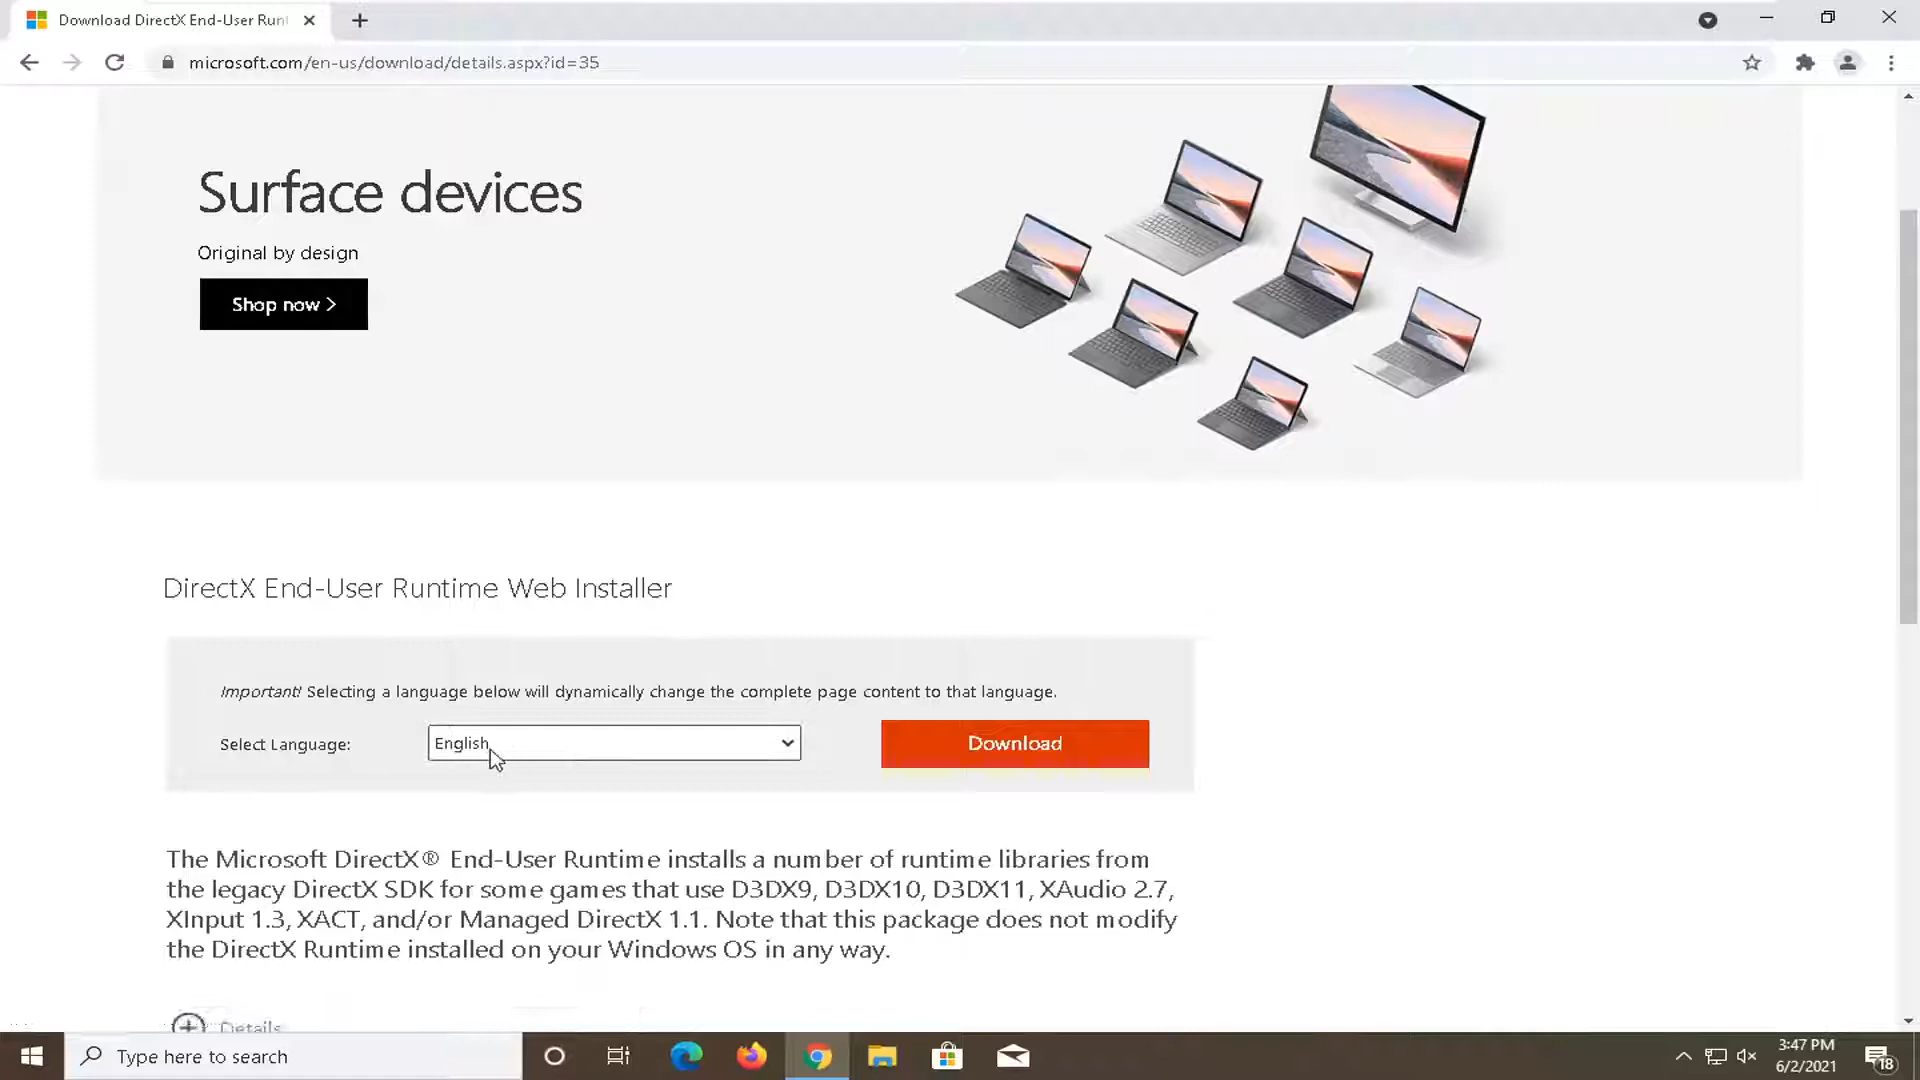 Download DirectX End-User Runt
microsoft.com/en-us/download/details.aspx?id=35
Surface devices
Original by design
Shop now >
DirectX End-User Runtime Web Installer
Important! Selecting a language below will dynamically change the complete page content to that language.
Select Language:
English
Download
The Microsoft DirectX® End-User Runtime installs a number of runtime libraries from
the legacy DirectX SDK for some games that use D3DX9, D3DX10, D3DX11, XAudio 2.7,
XInput 1.3, XACT, and/or Managed DirectX 1.1. Note that this package does not modify
the DirectX Runtime installed on your Windows OS in any way.
Details
Type here to search
3:47 PM
6/2/2021
18